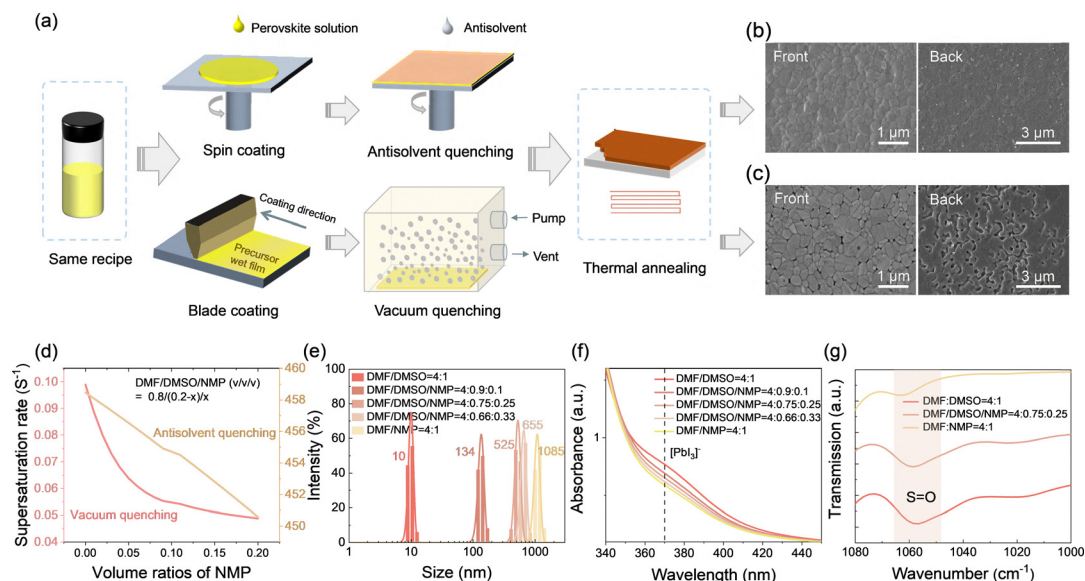 (a)
Perovskite solution
Antisolvent
Spin coating
Antisolvent quenching
Same recipe
Coating direction
Precursor
wet film
Blade coating
Pump
Vent
Vacuum quenching
Thermal annealing
(b)
Front
1 μm
Back
3 μm
(c)
Front
1 μm
Back
3 μm
(d)
Supersaturation rate (S⁻¹)
0.10
0.09
0.08
0.07
0.06
0.05
0.04
DMF/DMSO/NMP (v/v/v)
= 0.8/(0.2-x)/x
Antisolvent quenching
Vacuum quenching
460
458
456
454
452
450
0.00 0.05 0.10 0.15 0.20
Volume ratios of NMP
(e)
Intensity (%)
100
80
60
40
20
0
DMF/DMSO=4:1
DMF/DMSO/NMP=4:0.9:0.1
DMF/DMSO/NMP=4:0.75:0.25
DMF/DMSO/NMP=4:0.66:0.33
DMF/NMP=4:1
10
134
525
655
1085
1 10 100 1000
Size (nm)
(f)
Absorbance (a.u.)
1
DMF/DMSO=4:1
DMF/DMSO/NMP=4:0.9:0.1
DMF/DMSO/NMP=4:0.75:0.25
DMF/DMSO/NMP=4:0.66:0.33
DMF/NMP=4:1
[PbI₃]⁻
340 360 380 400 420 440
Wavelength (nm)
(g)
Transmission (a.u.)
DMF:DMSO=4:1
DMF/DMSO/NMP=4:0.75:0.25
DMF:NMP=4:1
S=O
1080 1060 1040 1020 1000
Wavenumber (cm⁻¹)